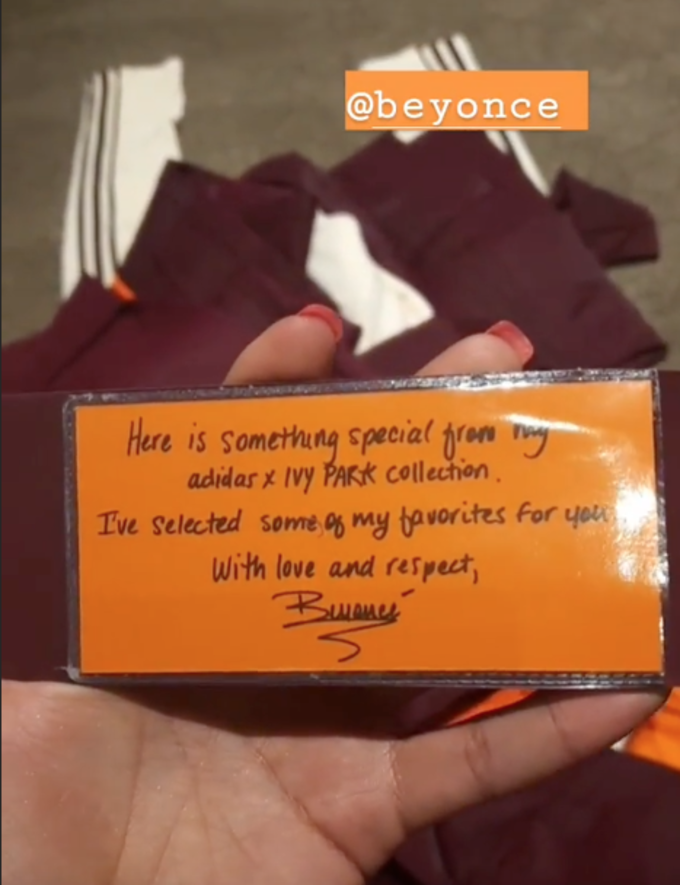 @beyonce
Here is something special from my
adidas x IVY PARK collection.
I've selected some of my favorites for you
With love and respect,
Beyoncé